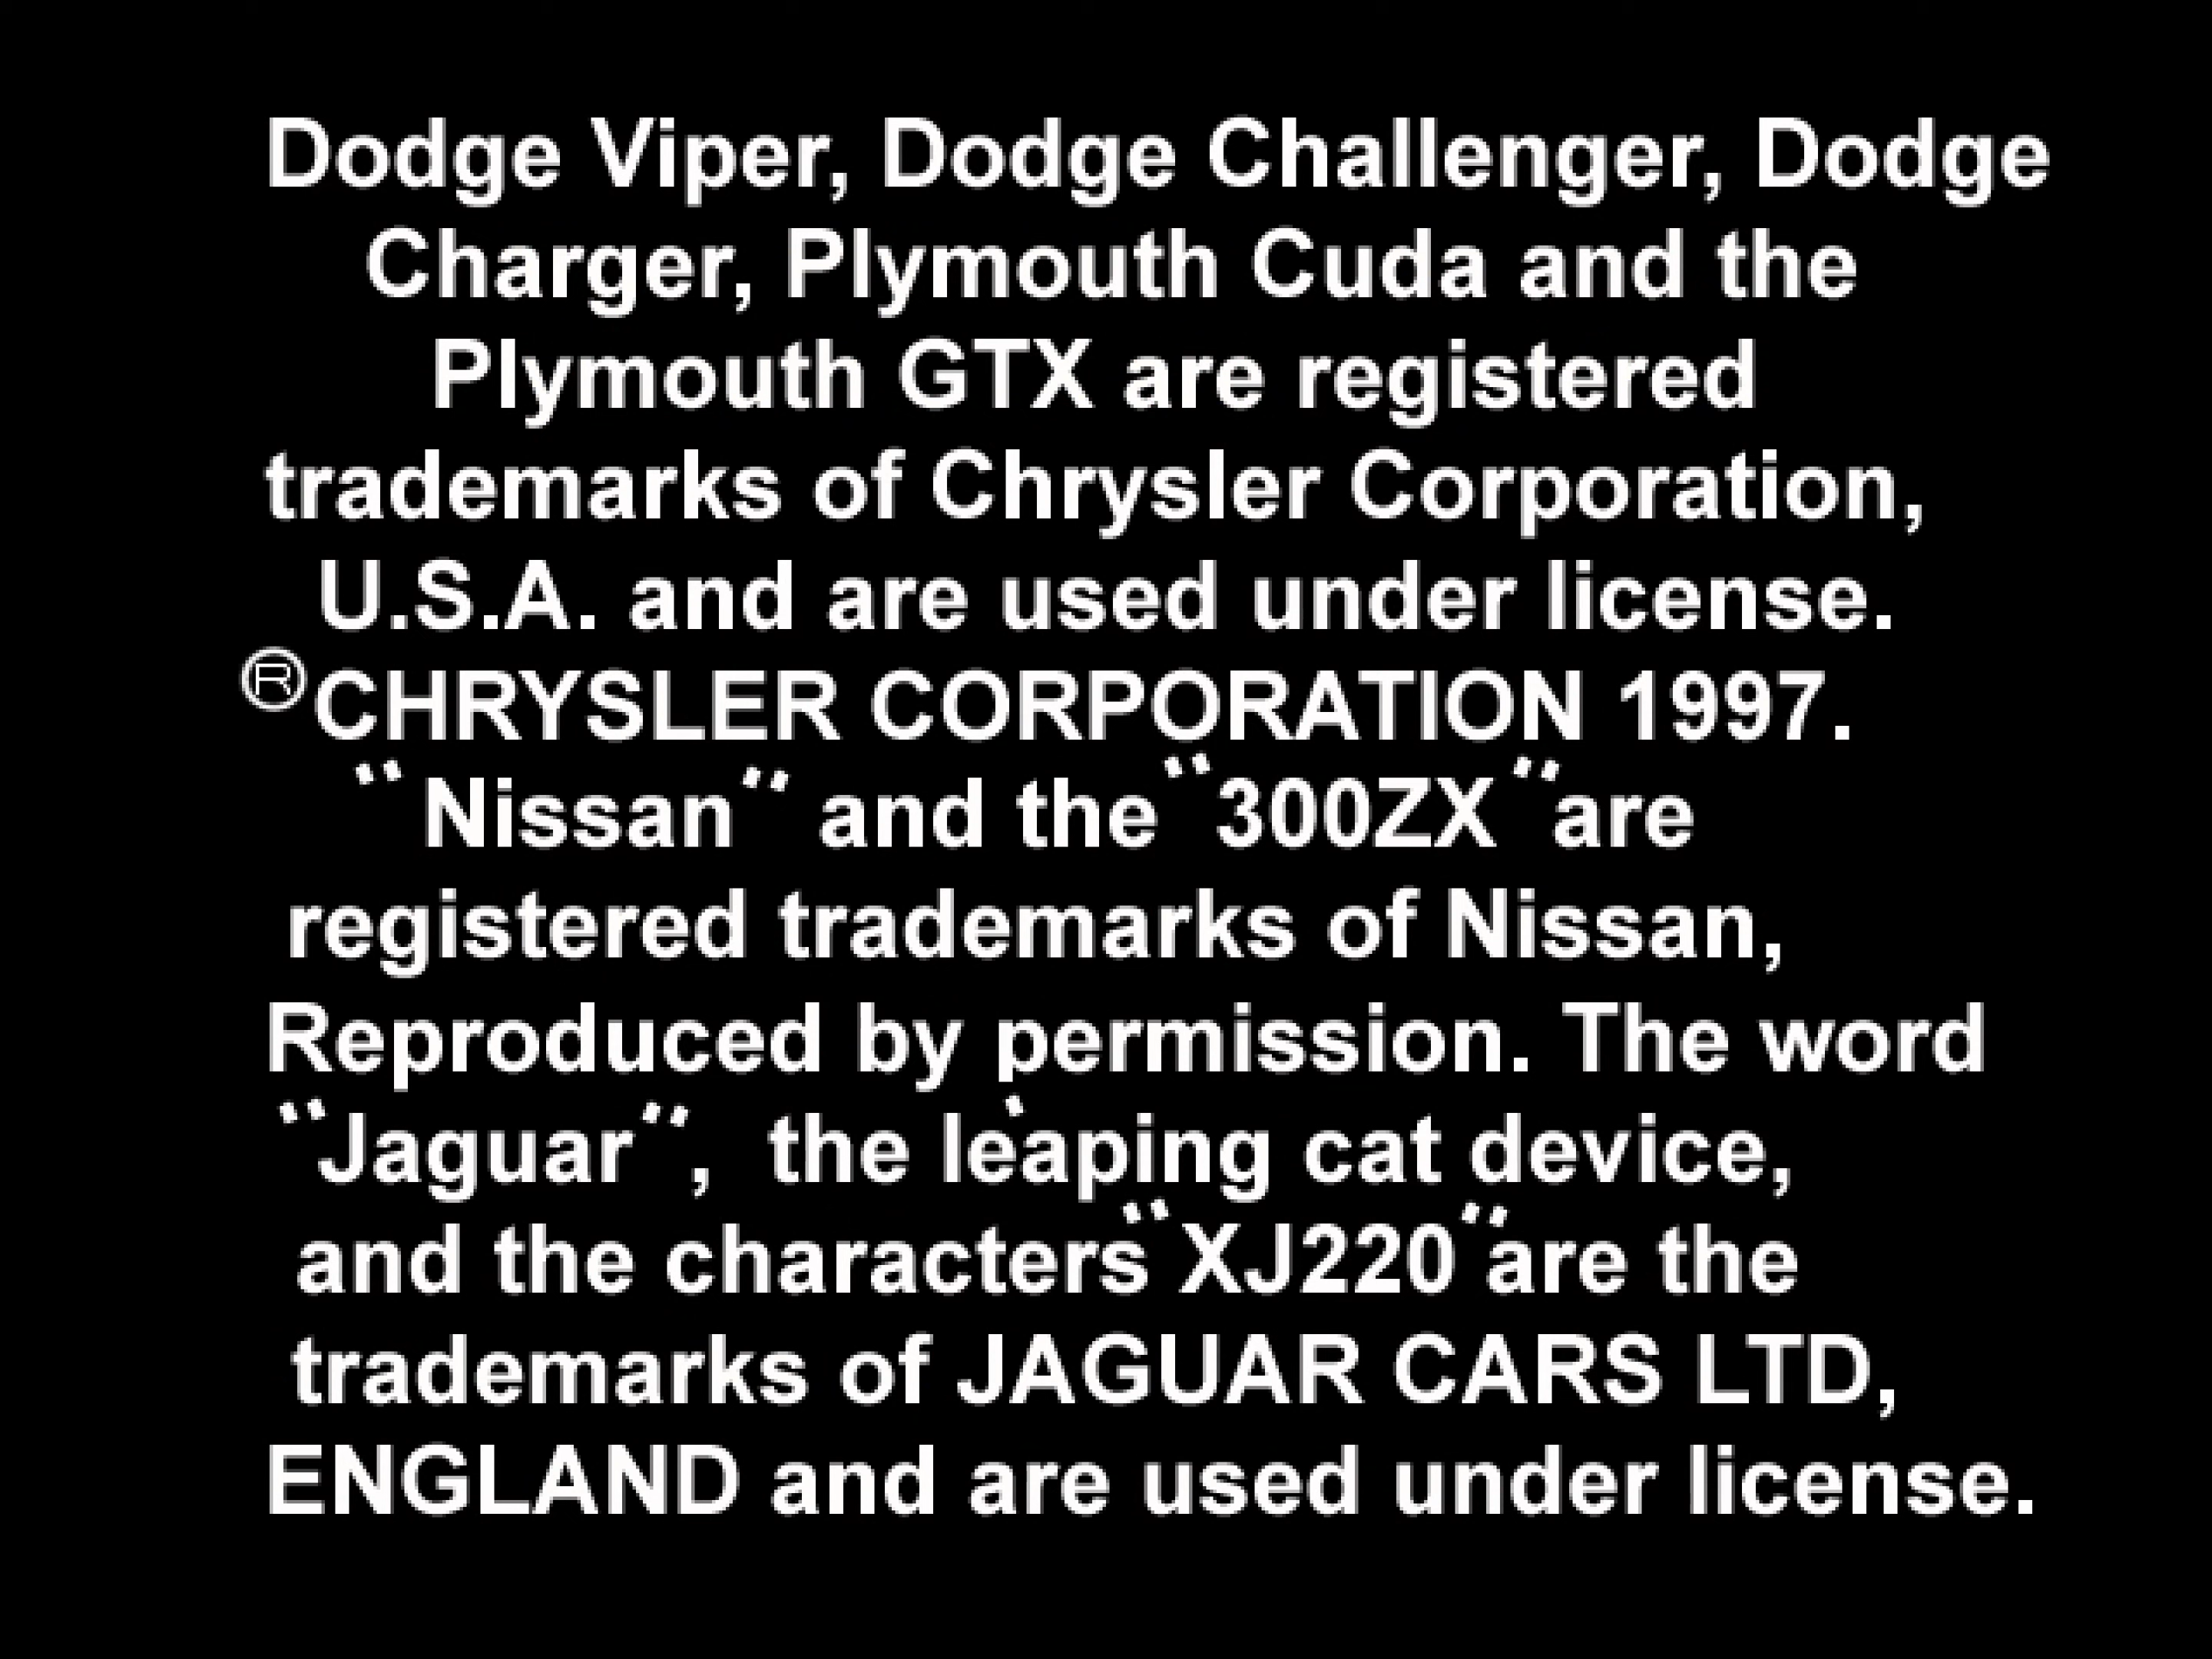 Dodge Viper, Dodge Challenger, Dodge
Charger, Plymouth Cuda and the
Plymouth GTX are registered
trademarks of Chrysler Corporation,
U.S.A. and are used under license.
®CHRYSLER CORPORATION 1997.
"Nissan" and the "300ZX" are
registered trademarks of Nissan,
Reproduced by permission. The word
"Jaguar", the leaping cat device,
and the characters "XJ220" are the
trademarks of JAGUAR CARS LTD,
ENGLAND and are used under license.